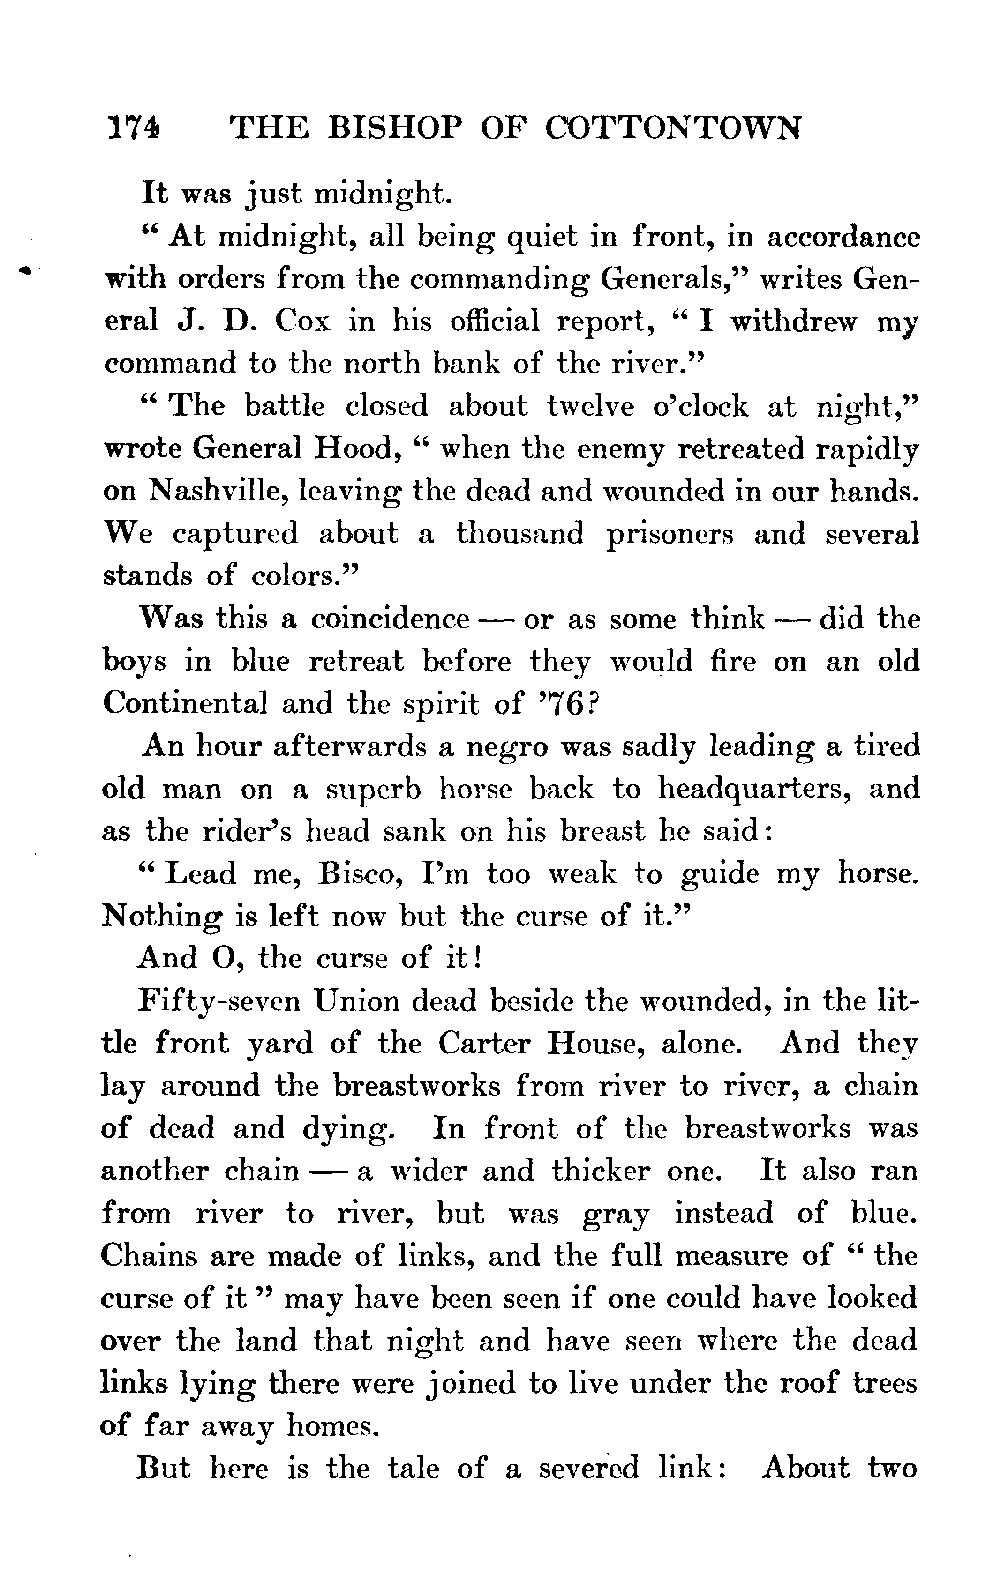 174 THE BISHOP OF COTTONTOWN
It was just midnight.
“ At midnight, all being quiet in front, in accordance
with orders from the commanding Generals,” writes Gen-
eral J. D. Cox in his official report, “ I withdrew my
command to the north bank of the river.”
“ The battle closed about twelve o’clock at night,”
wrote General Hood, “ when the enemy retreated rapidly
on Nashville, leaving the dead and wounded in our hands.
We captured about a thousand prisoners and several
stands of colors.”
Was this a coincidence — or as some think — did the
boys in blue retreat before they would fire on an old
Continental and the spirit of ’76?
An hour afterwards a negro was sadly leading a tired
old man on a superb horse back to headquarters, and
as the rider’s head sank on his breast he said:
“ Lead me, Bisco, I’m too weak to guide my horse.
Nothing is left now but the curse of it.”
And O, the curse of it!
Fifty-seven Union dead beside the wounded, in the lit-
tle front yard of the Carter House, alone. And they
lay around the breastworks from river to river, a chain
of dead and dying. In front of the breastworks was
another chain — a wider and thicker one. It also ran
from river to river, but was gray instead of blue.
Chains are made of links, and the full measure of “ the
curse of it ” may have been seen if one could have looked
over the land that night and have seen where the dead
links lying there were joined to live under the roof trees
of far away homes.
But here is the tale of a severed link: About two